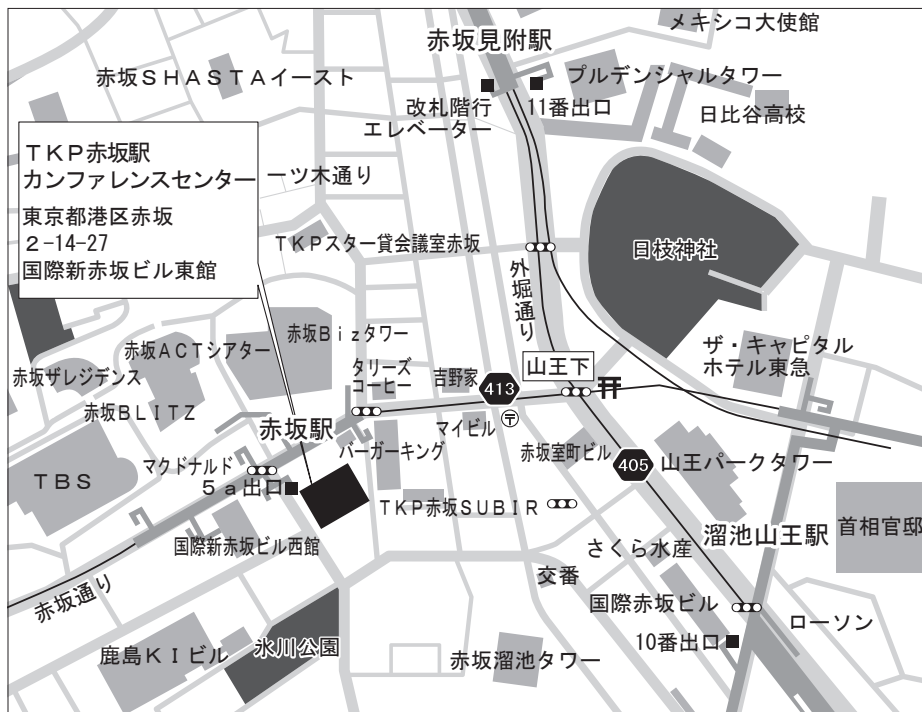 メキシコ大使館
赤坂見附駅
赤坂ＳＨＡＳＴＡイースト
プルデンシャルタワー
改札階行
エレベーター
11番出口
日比谷高校
ＴＫＰ赤坂駅
カンファレンスセンター
東京都港区赤坂
２-14-27
国際新赤坂ビル東館
一ツ木通り
ＴＫＰスター貸会議室赤坂
外堀通り
日枝神社
赤坂Ｂｉｚタワー
赤坂ＡＣＴシアター
赤坂ザレジデンス
赤坂ＢＬＩＴＺ
タリーズ
コーヒー
吉野家
413
山王下
ザ・キャピタル
ホテル東急
赤坂駅
マイビル
〒
バーガーキング
赤坂室町ビル
405
山王パークタワー
マクドナルド
ＴＢＳ
５ａ出口
ＴＫＰ赤坂ＳＵＢＩＲ
首相官邸
溜池山王駅
国際新赤坂ビル西館
さくら水産
交番
赤坂通り
国際赤坂ビル
ローソン
鹿島ＫＩビル
氷川公園
赤坂溜池タワー
10番出口